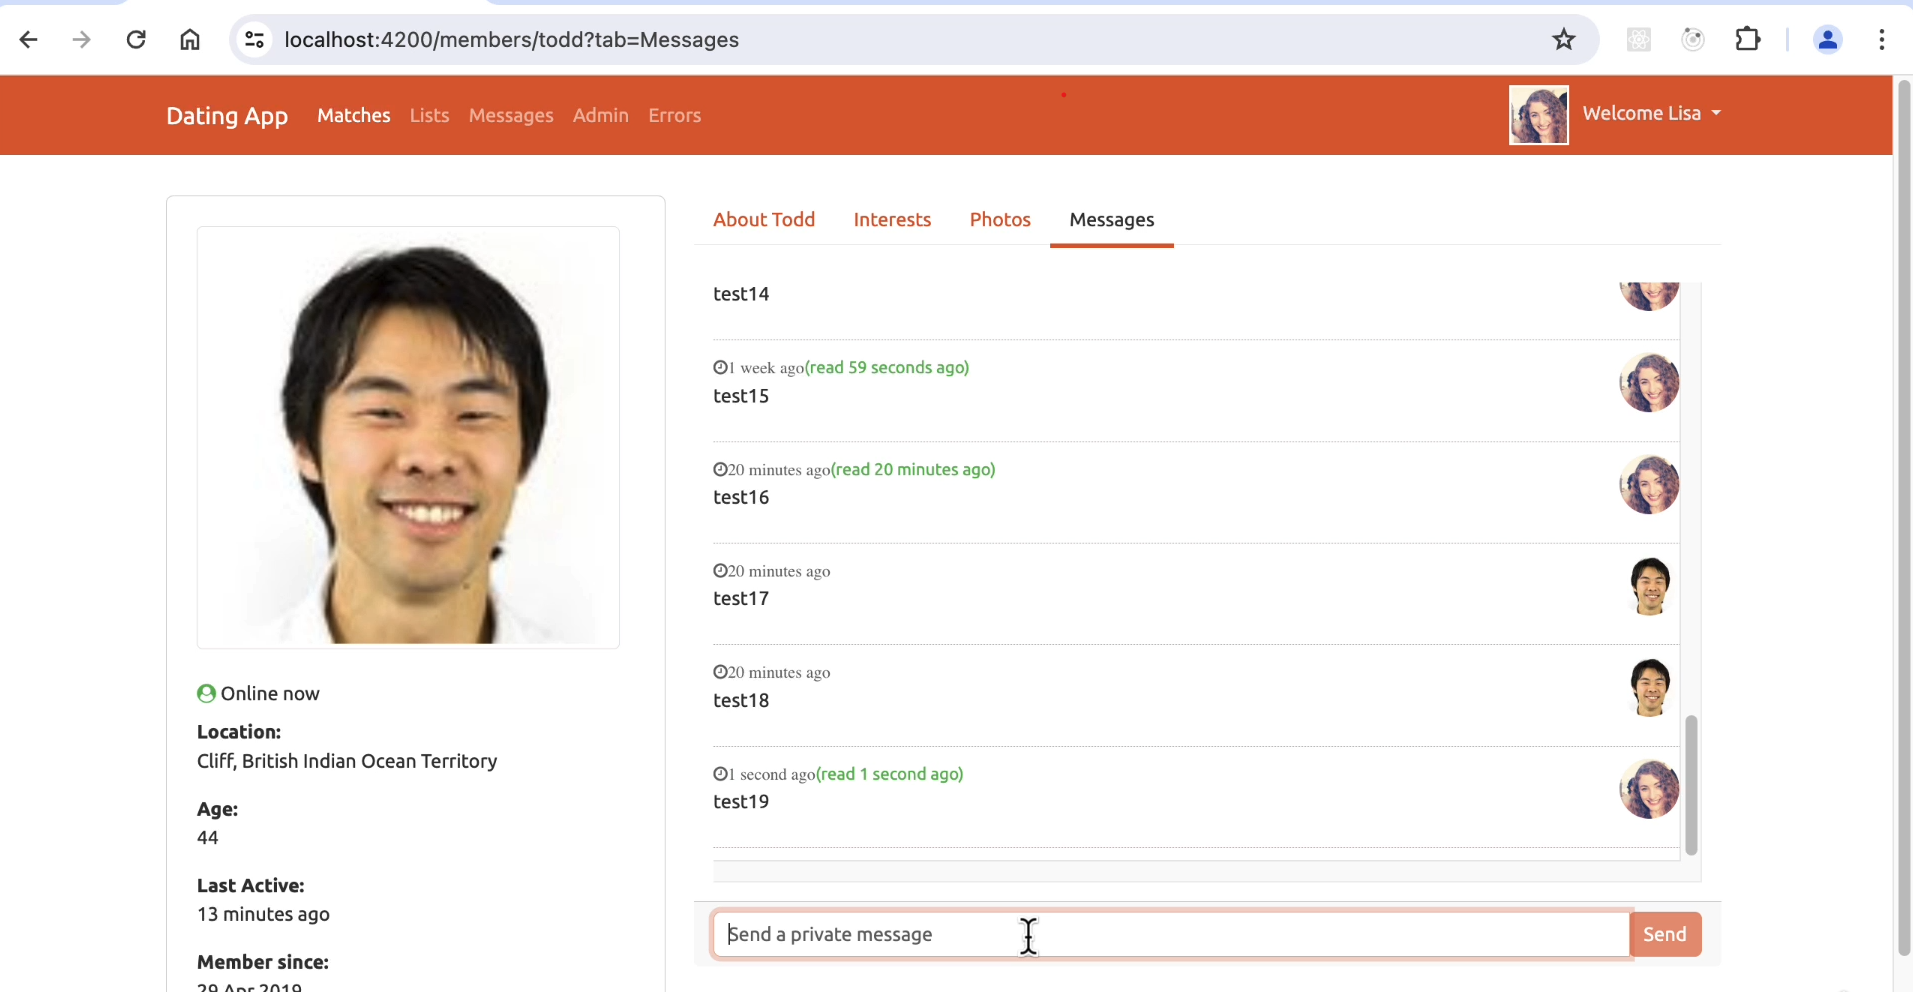 localhost:4200/members/todd?tab=Messages
Dating App Matches Lists Messages Admin Errors Welcome Lisa
About Todd Interests Photos Messages
test14
1 week ago(read 59 seconds ago)
test15
20 minutes ago(read 20 minutes ago)
test16
20 minutes ago
test17
20 minutes ago
test18
1 second ago(read 1 second ago)
test19
Send a private message Send
Online now
Location:
Cliff, British Indian Ocean Territory
Age:
44
Last Active:
13 minutes ago
Member since:
29 Apr 2019